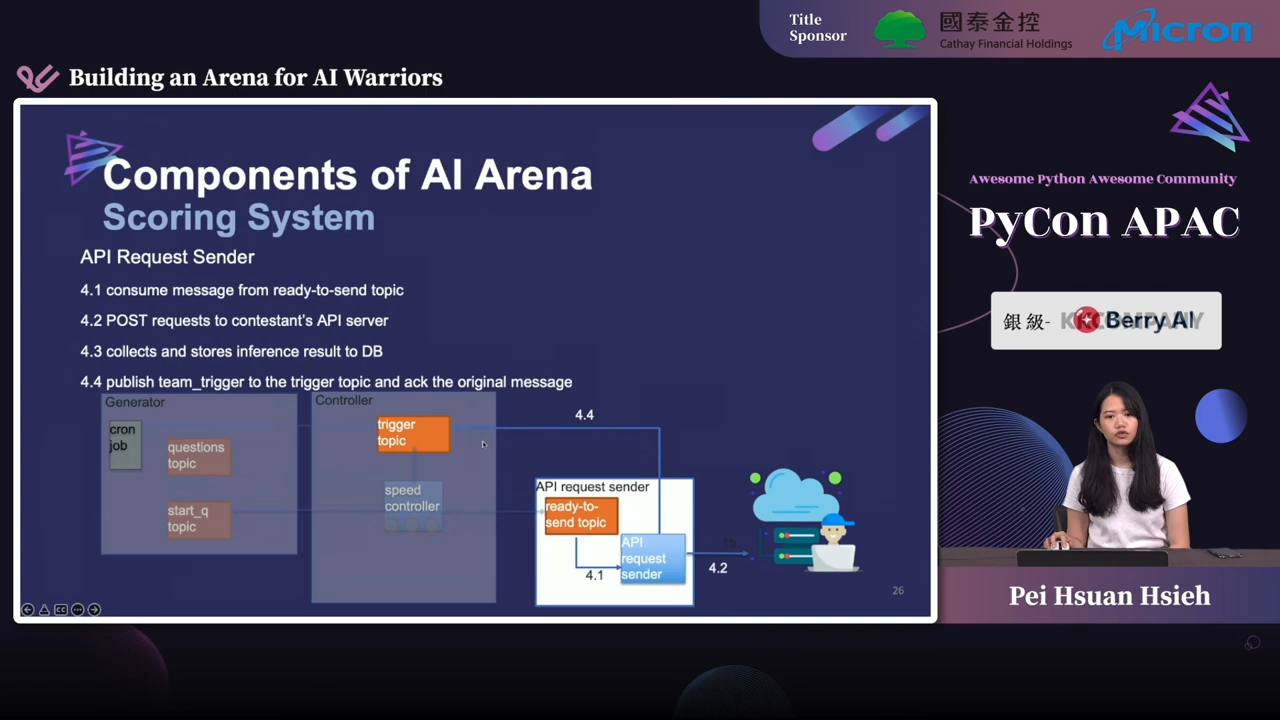 Title
Sponsor
國泰金控
Cathay Financial Holdings
Micron
Building an Arena for AI Warriors
Components of AI Arena
Scoring System
API Request Sender
4.1 consume message from ready-to-send topic
4.2 POST requests to contestant's API server
4.3 collects and stores inference result to DB
4.4 publish team_trigger to the trigger topic and ack the original message
Generator
cron
job
questions
topic
start_q
topic
Controller
trigger
topic
speed
controller
4.4
API request sender
ready-to-
send topic
API
request
sender
4.1
4.2
26
Awesome Python Awesome Community
PyCon APAC
銀級-
KKCOMPANY
Berry AI
Pei Hsuan Hsieh